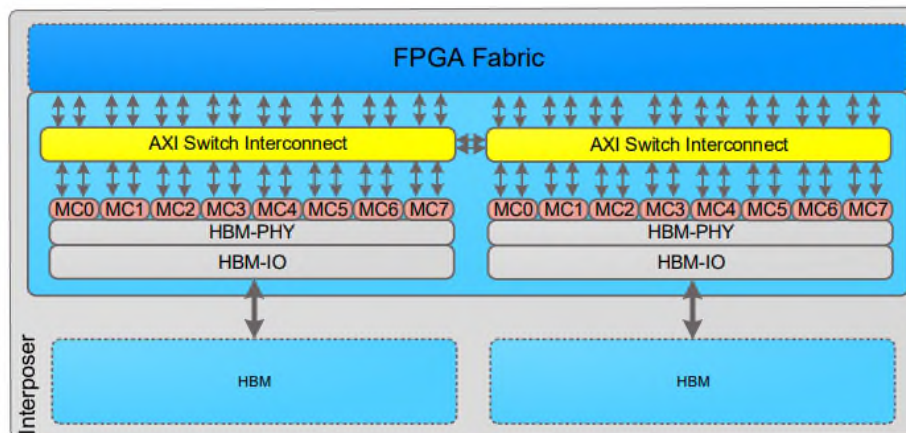 FPGA Fabric
AXI Switch Interconnect AXI Switch Interconnect
MC0 MC1 MC2 MC3 MC4 MC5 MC6 MC7 MC0 MC1 MC2 MC3 MC4 MC5 MC6 MC7
HBM-PHY HBM-PHY
HBM-IO HBM-IO
HBM HBM
Interposer